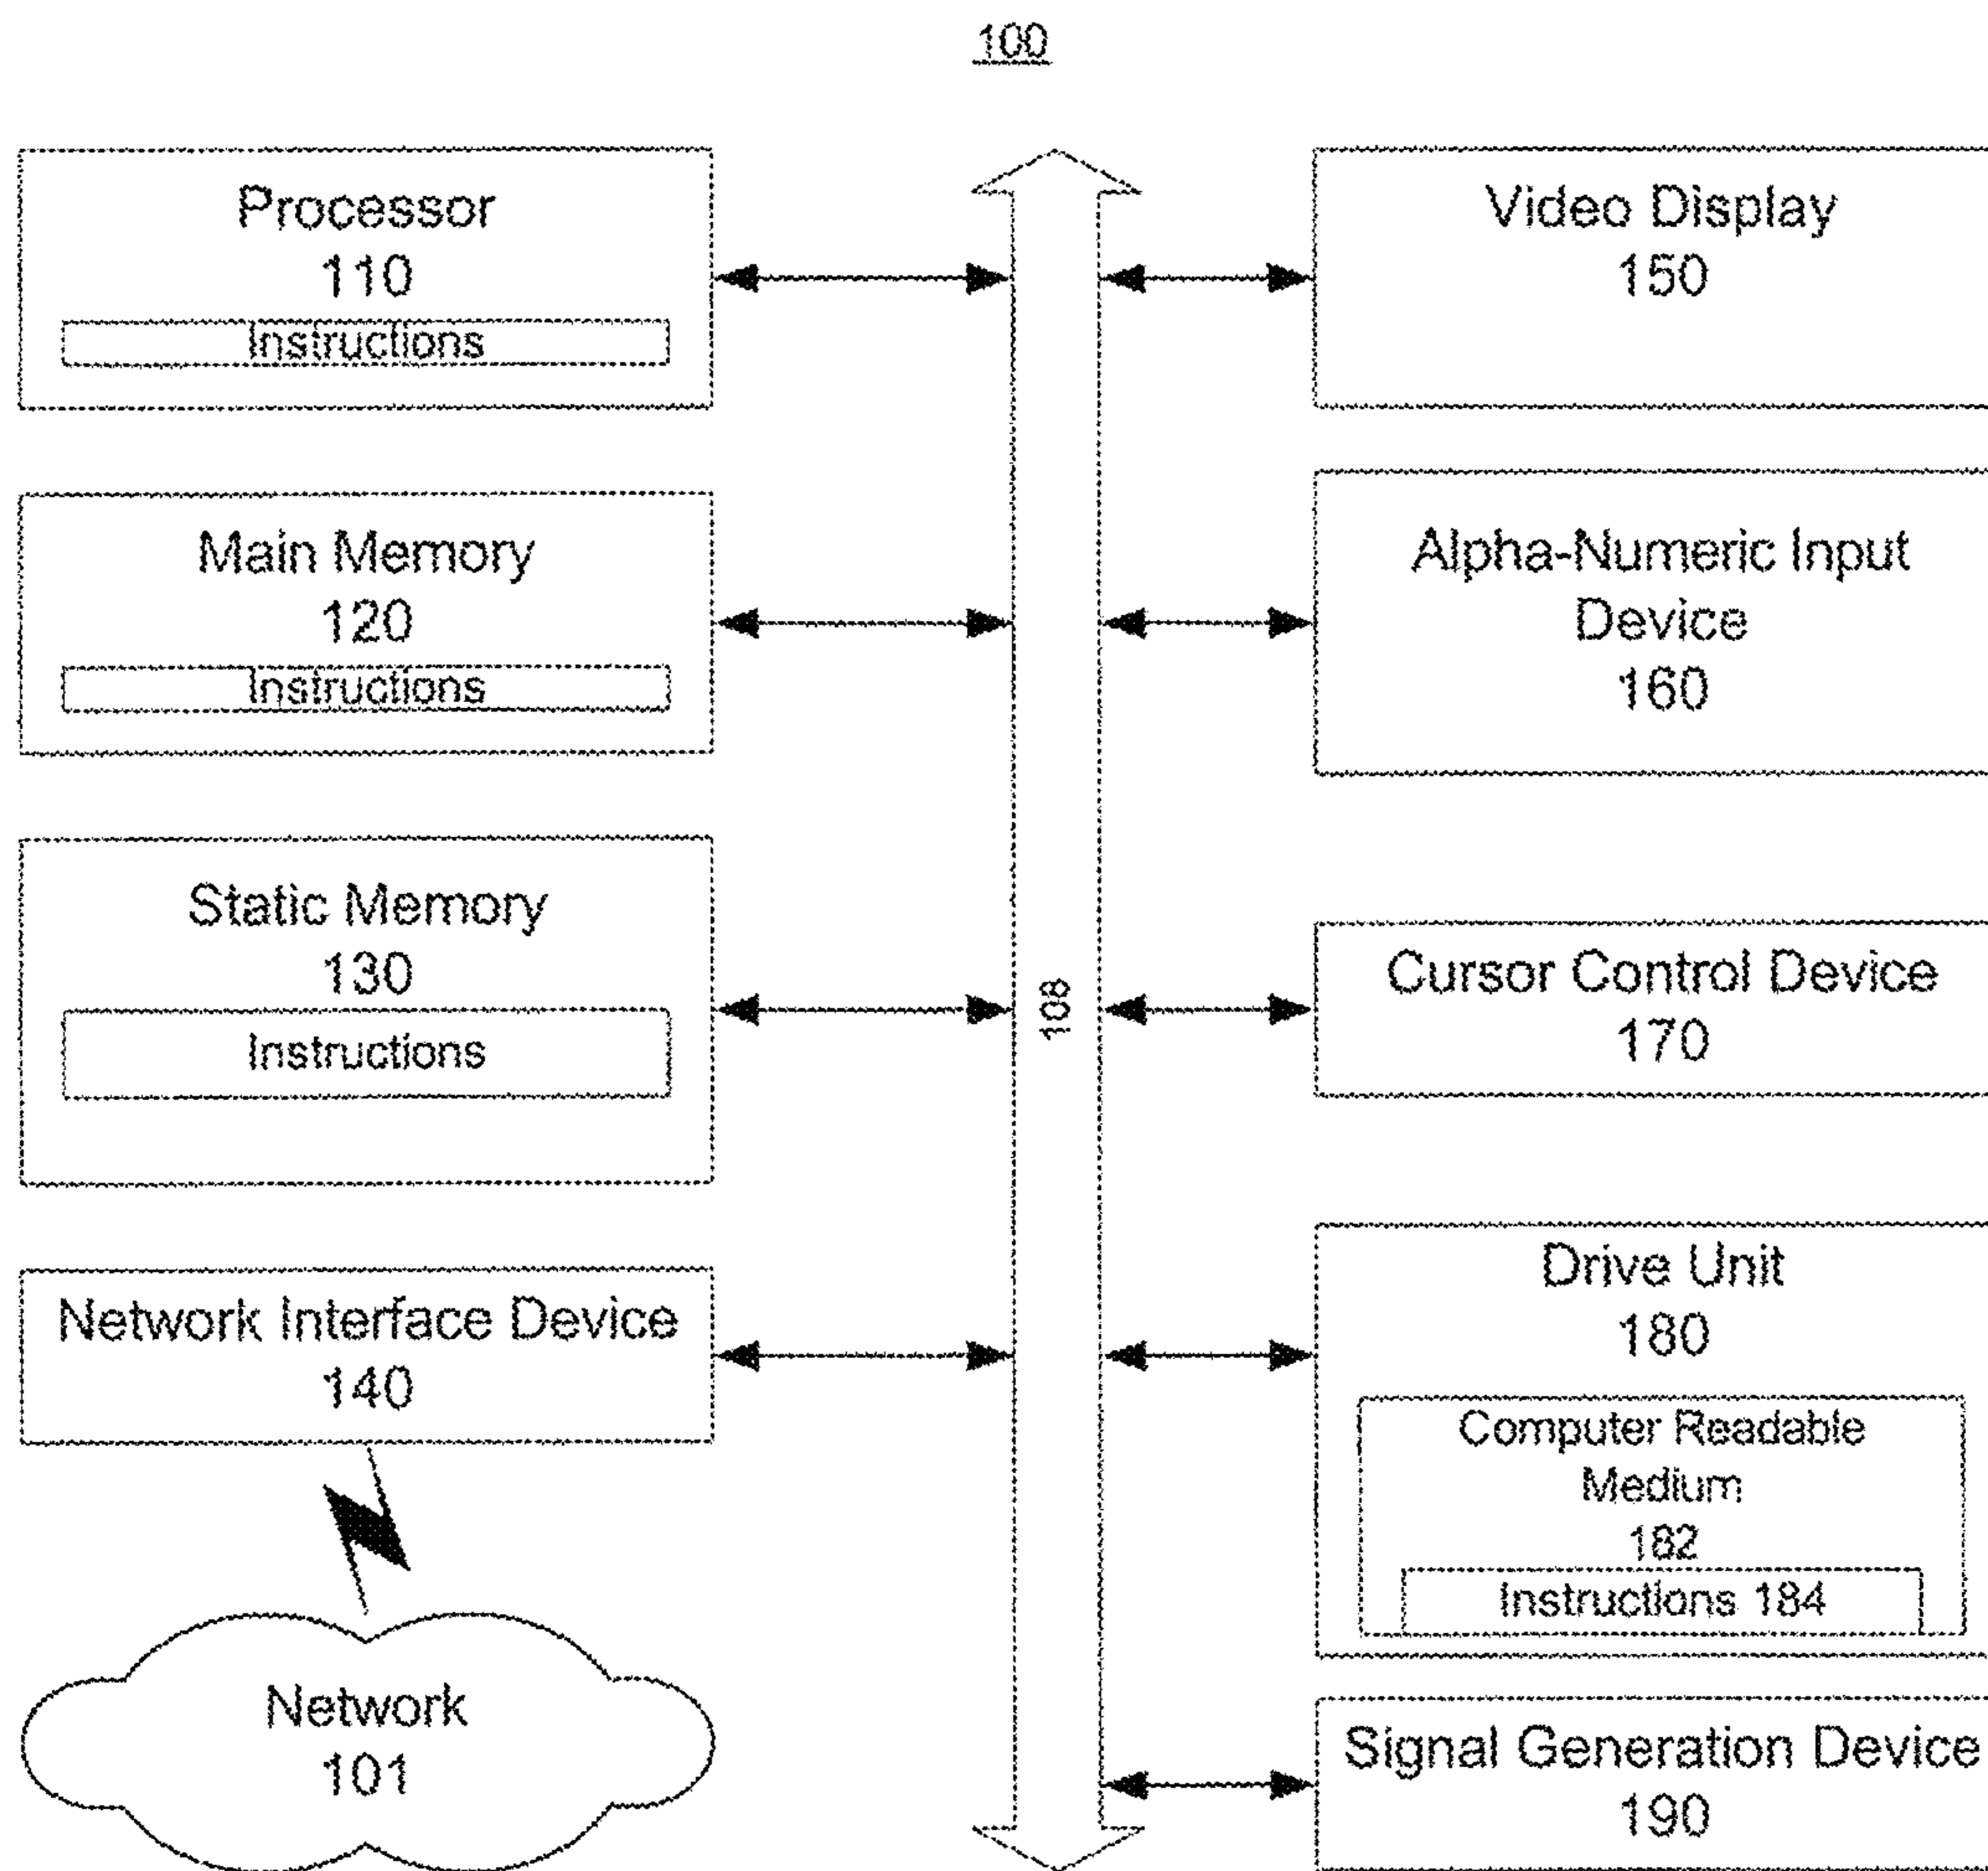 100
Processor
110
Instructions
Main Memory
120
Instructions
Static Memory
130
Instructions
Network Interface Device
140
Network
101
108
Video Display
150
Alpha-Numeric Input
Device
160
Cursor Control Device
170
Drive Unit
180
Computer Readable
Medium
182
Instructions 184
Signal Generation Device
190